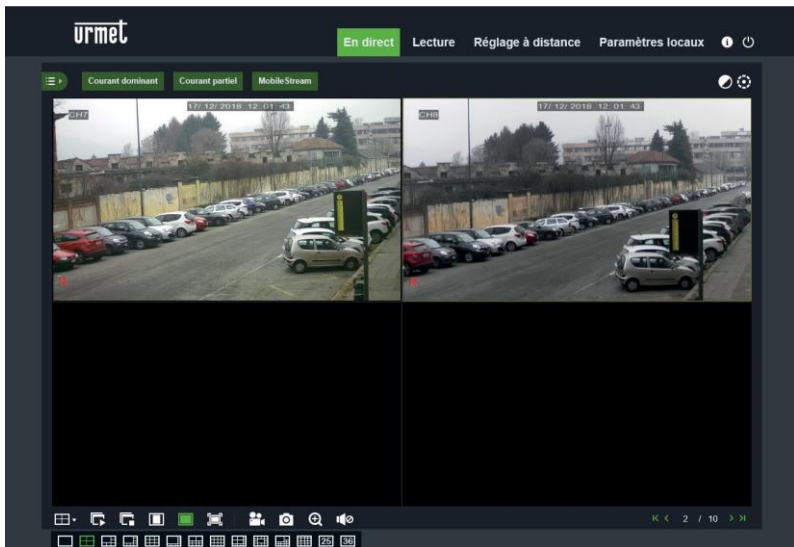 urmet
En direct Lecture Réglage à distance Paramètres locaux
Courant dominant Courant partiel MobileStream
CH7 17/12/2018 12:01:43
CH8 17/12/2018 12:01:43
R
R
2 / 10
25 36